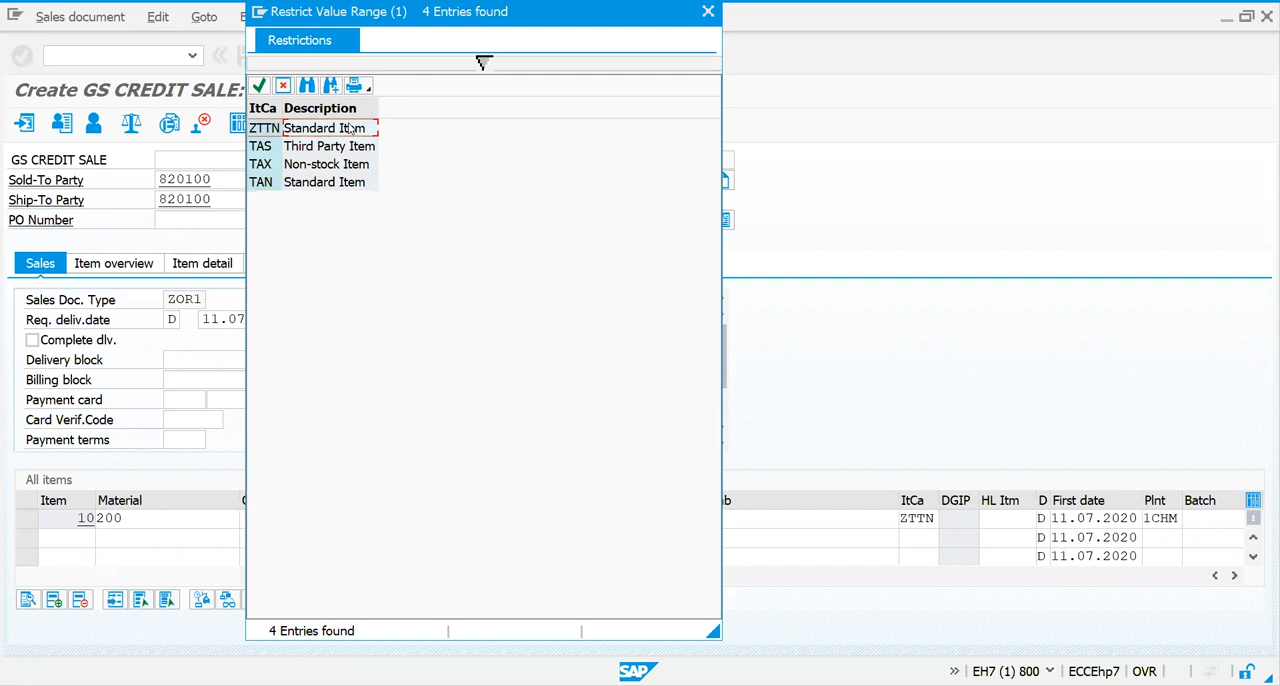 Sales document Edit Goto
Restrict Value Range (1) 4 Entries found
Restrictions
Create GS CREDIT SALE:
ItCa Description
ZTTN Standard Item
TAS Third Party Item
TAX Non-stock Item
TAN Standard Item
GS CREDIT SALE
Sold-To Party 820100
Ship-To Party 820100
PO Number
Sales Item overview Item detail
Sales Doc. Type ZOR1
Req. deliv.date D 11.07
Complete dlv.
Delivery block
Billing block
Payment card
Card Verif.Code
Payment terms
All items
Item Material ItCa DGIP HL Itm D First date Plnt Batch
10 200 ZTTN D 11.07.2020 1CHM
D 11.07.2020
D 11.07.2020
4 Entries found
SAP EH7 (1) 800 ECCEhp7 OVR